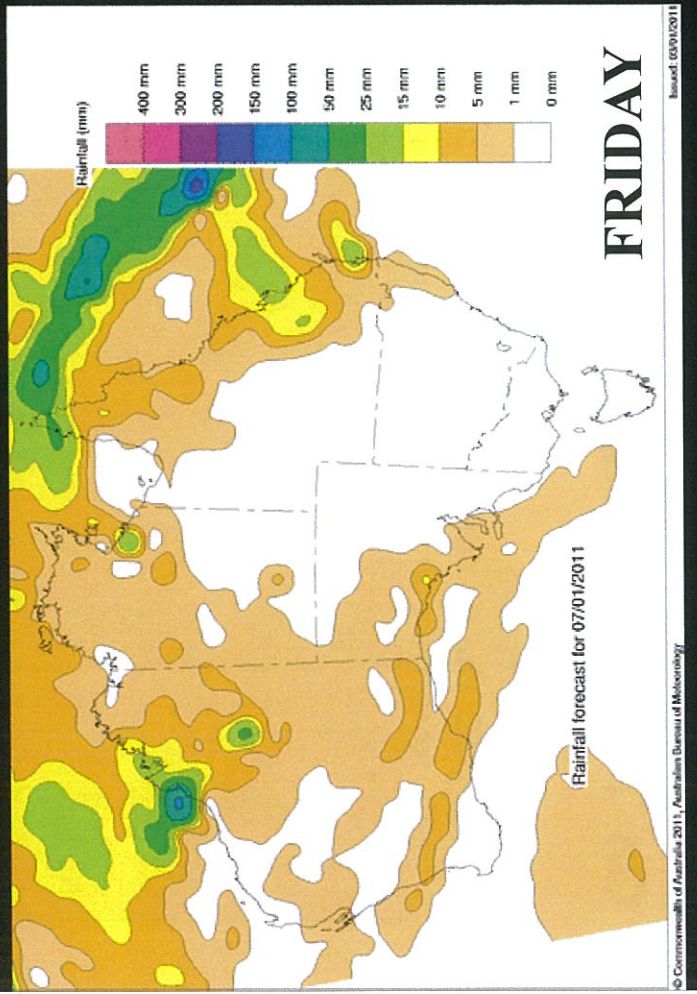 Rainfall (mm)
400 mm
300 mm
200 mm
150 mm
100 mm
50 mm
25 mm
15 mm
10 mm
5 mm
1 mm
0 mm
Rainfall forecast for 07/01/2011
FRIDAY
© Commonwealth of Australia 2011, Australian Bureau of Meteorology
Issued: 03/01/2011